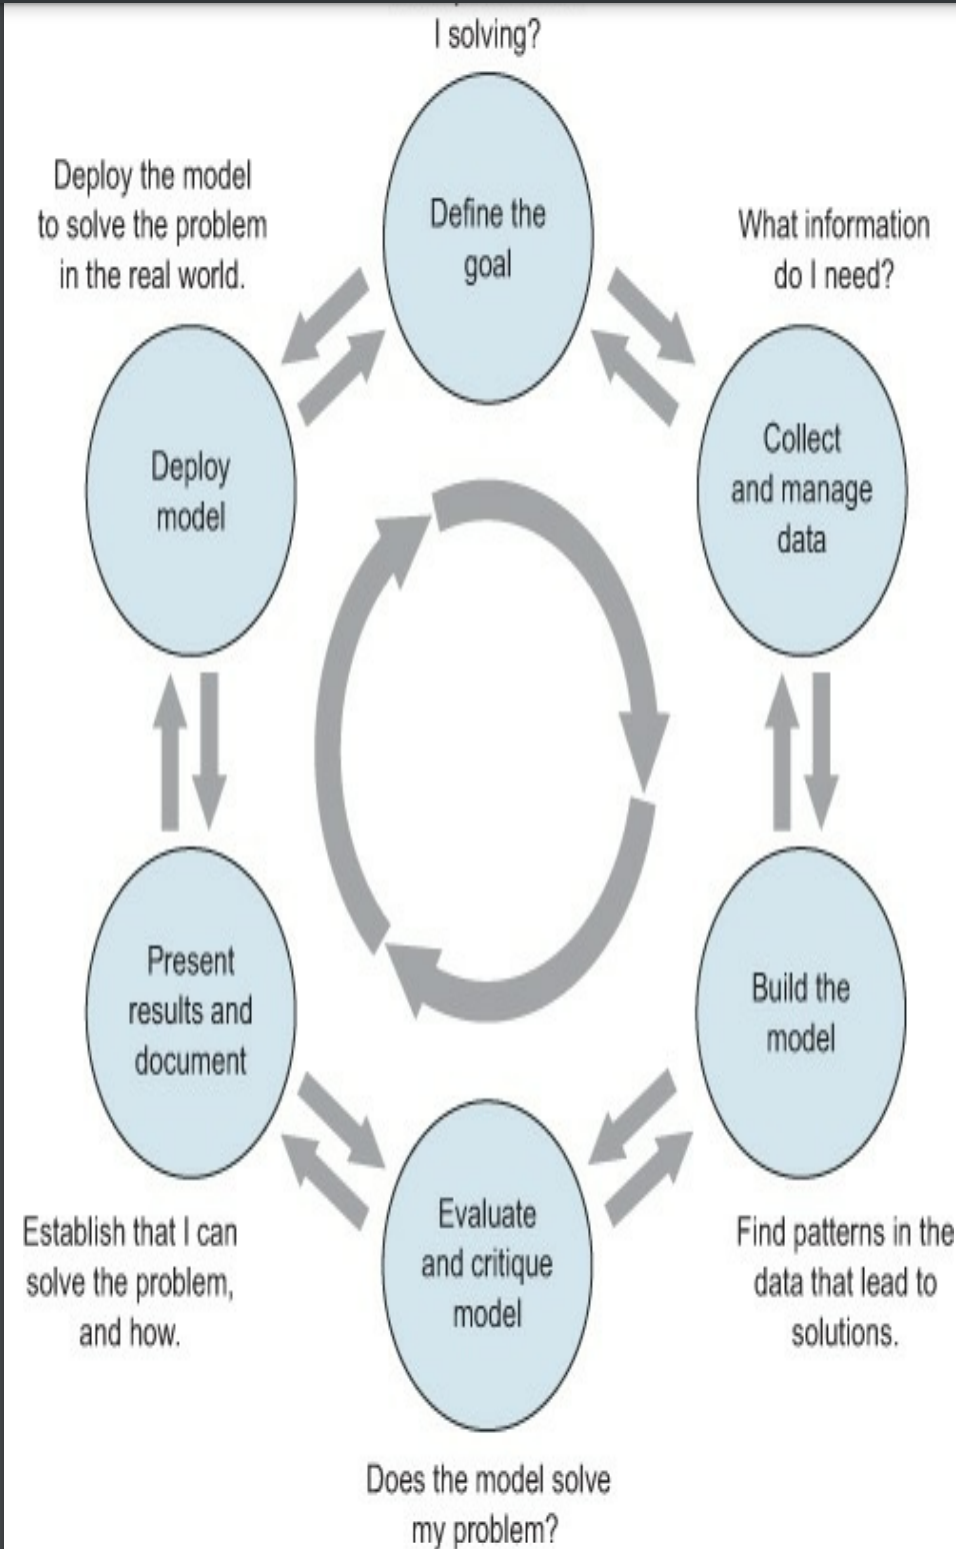 I solving?
Define the
goal
What information
do I need?
Collect
and manage
data
Build the
model
Find patterns in the
data that lead to
solutions.
Evaluate
and critique
model
Does the model solve
my problem?
Present
results and
document
Establish that I can
solve the problem,
and how.
Deploy
model
Deploy the model
to solve the problem
in the real world.